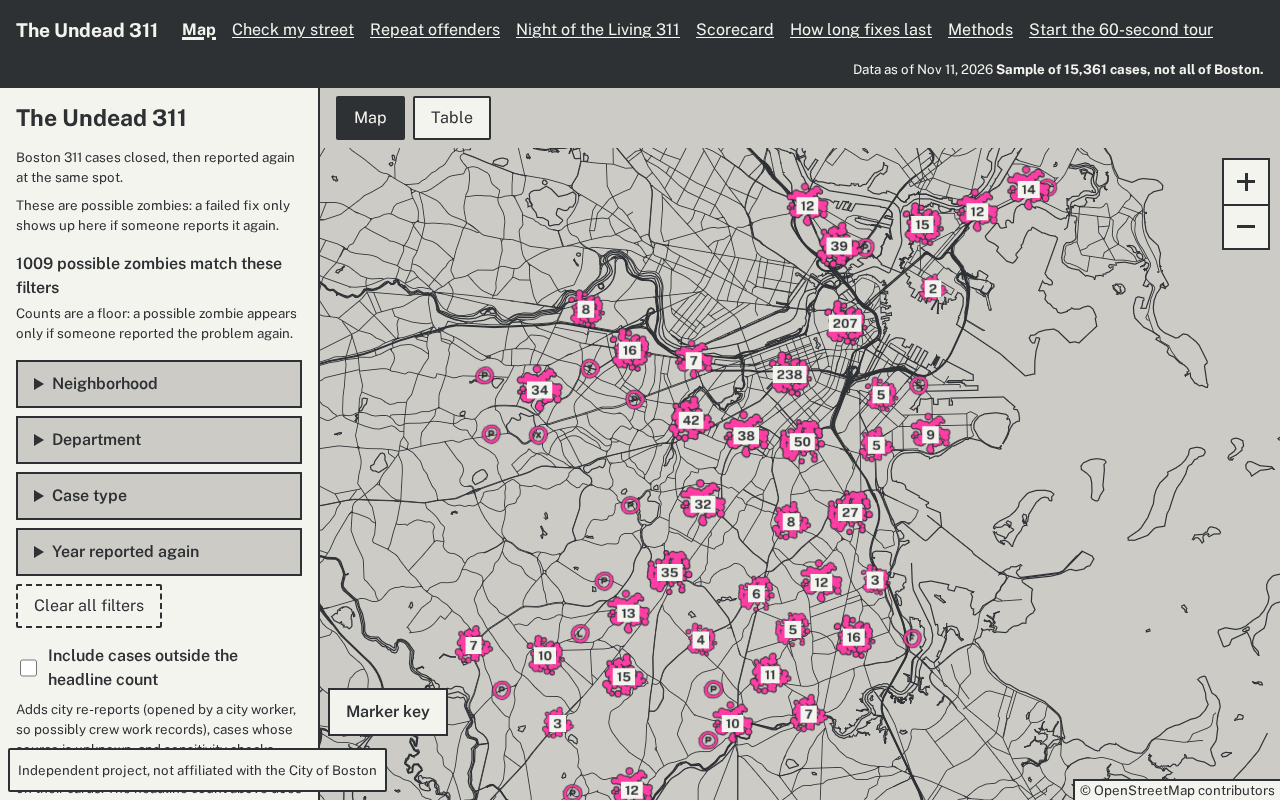 The Undead 311 Map Check my street Repeat offenders Night of the Living 311 Scorecard How long fixes last Methods Start the 60-second tour
Data as of Nov 11, 2026 Sample of 15,361 cases, not all of Boston.
The Undead 311
Boston 311 cases closed, then reported again
at the same spot.
These are possible zombies: a failed fix only
shows up here if someone reports it again.
1009 possible zombies match these
filters
Counts are a floor: a possible zombie appears
only if someone reported the problem again.
Neighborhood
Department
Case type
Year reported again
Clear all filters
Include cases outside the
headline count
Adds city re-reports (opened by a city worker,
so possibly crew work records), cases whose
Independent project, not affiliated with the City of Boston
Map Table
14
12
12
15
39
2
8
207
16
7
238
34
5
42
38
50
5
9
32
8
27
35
6
12
3
13
4
5
16
7
10
15
11
3
10
7
12
P
P
P
P
P
P
P
+
−
Marker key
© OpenStreetMap contributors